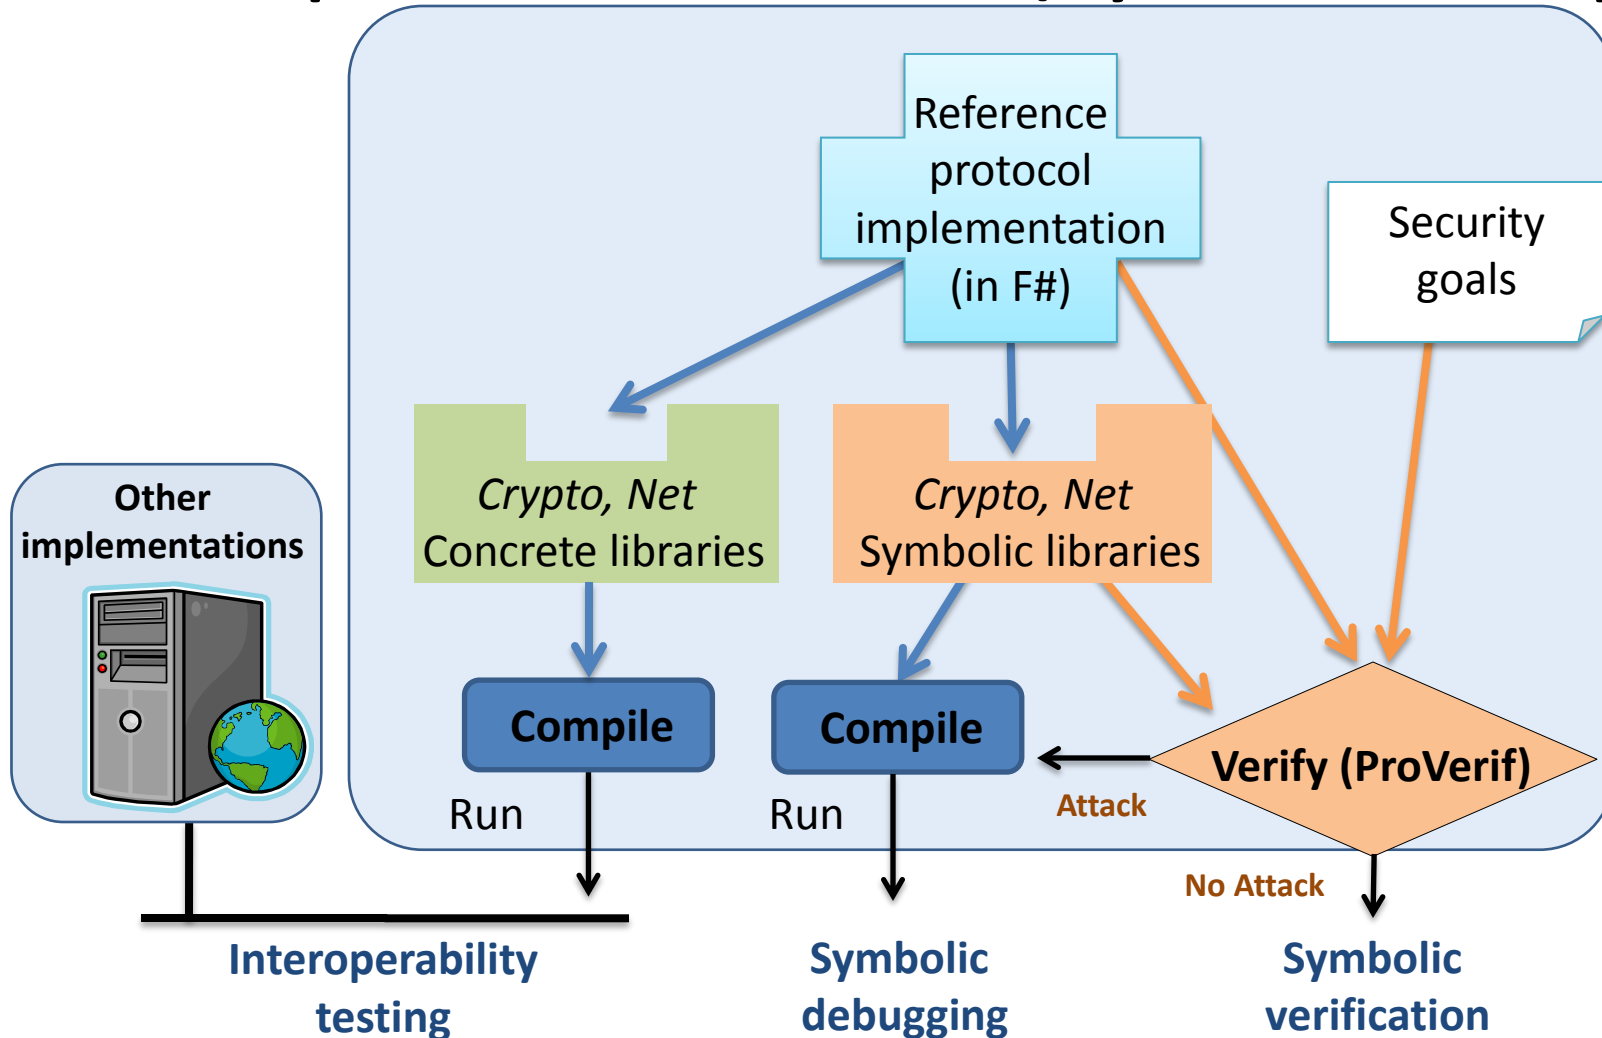 Reference
protocol
implementation
(in F#)
Security
goals
Crypto, Net
Concrete libraries
Crypto, Net
Symbolic libraries
Other
implementations
Compile
Compile
Verify (ProVerif)
Run
Run
Attack
No Attack
Interoperability
testing
Symbolic
debugging
Symbolic
verification